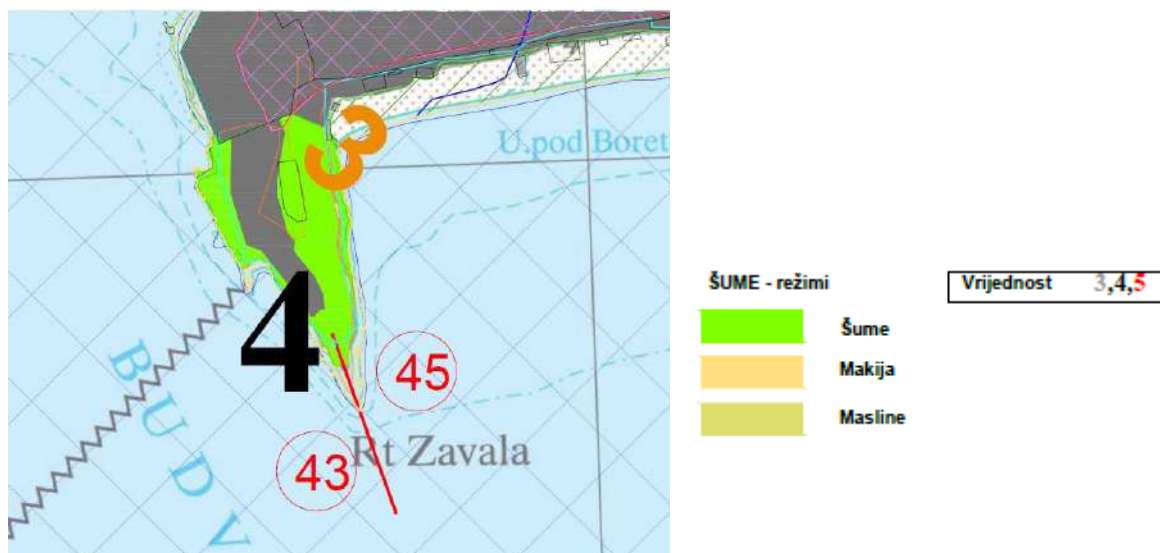 3
U.pod Boret
4
45
Rt Zavala
43
BUDV
ŠUME - režimi
Vrijednost 3,4,5
Šume
Makija
Masline